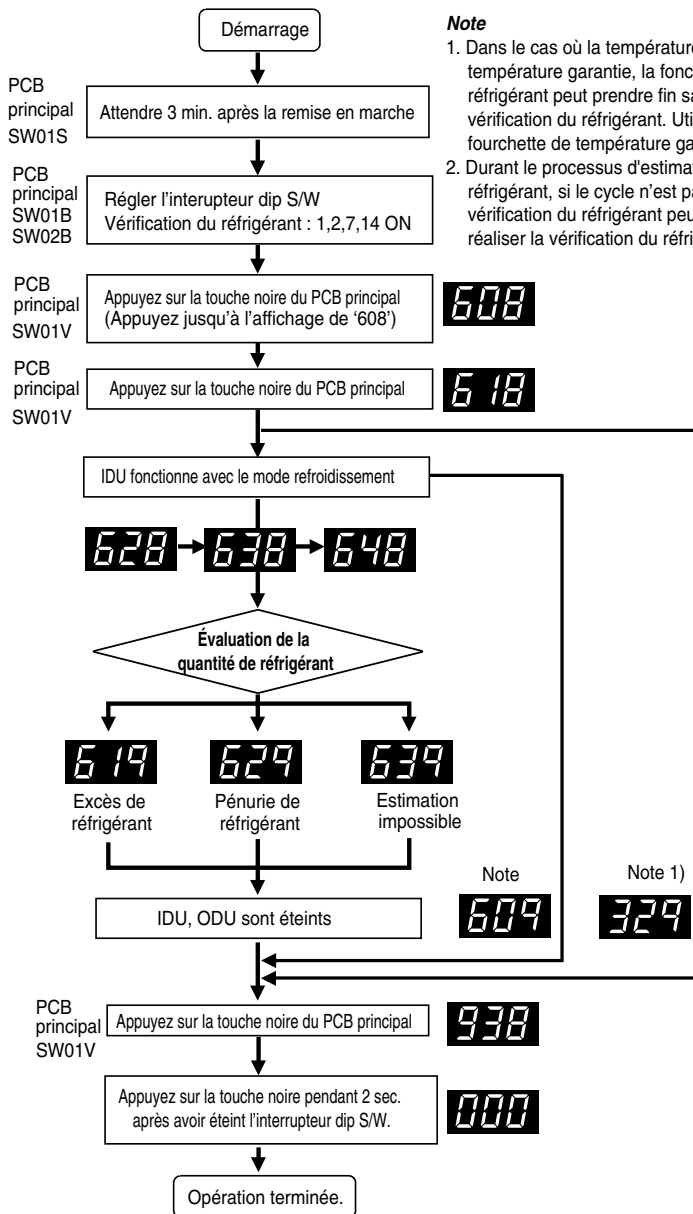 Démarrage
PCB
principal
SW01S
Attendre 3 min. après la remise en marche
PCB
principal
SW01B
SW02B
Régler l'interupteur dip S/W
Vérification du réfrigérant : 1,2,7,14 ON
PCB
principal
SW01V
Appuyez sur la touche noire du PCB principal
(Appuyez jusqu'à l'affichage de ‘608’)
608
PCB
principal
SW01V
Appuyez sur la touche noire du PCB principal
618
IDU fonctionne avec le mode refroidissement
628 638 648
Évaluation de la
quantité de réfrigérant
619 629 639
Excès de
réfrigérant
Pénurie de
réfrigérant
Estimation
impossible
IDU, ODU sont éteints
Note
609
Note 1)
329
PCB
principal
SW01V
Appuyez sur la touche noire du PCB principal
938
Appuyez sur la touche noire pendant 2 sec.
après avoir éteint l'interrupteur dip S/W.
000
Opération terminée.
Note
1. Dans le cas où la température
température garantie, la fonc
réfrigérant peut prendre fin sa
vérification du réfrigérant. Uti
fourchette de température ga
2. Durant le processus d'estimat
réfrigérant, si le cycle n'est pa
vérification du réfrigérant peu
réaliser la vérification du réfri